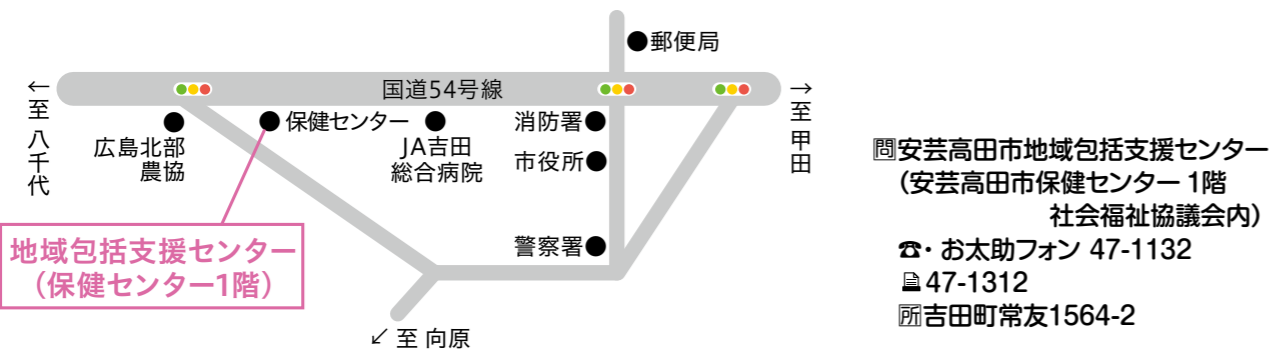 ●郵便局
国道54号線
←至 八千代
→至 甲田
広島北部
農協
保健センター
JA吉田
総合病院
消防署
市役所
警察署
地域包括支援センター
（保健センター1階）
↙至 向原
問安芸高田市地域包括支援センター
（安芸高田市保健センター 1階
社会福祉協議会内）
☎・お太助フォン 47-1132
47-1312
所吉田町常友1564-2